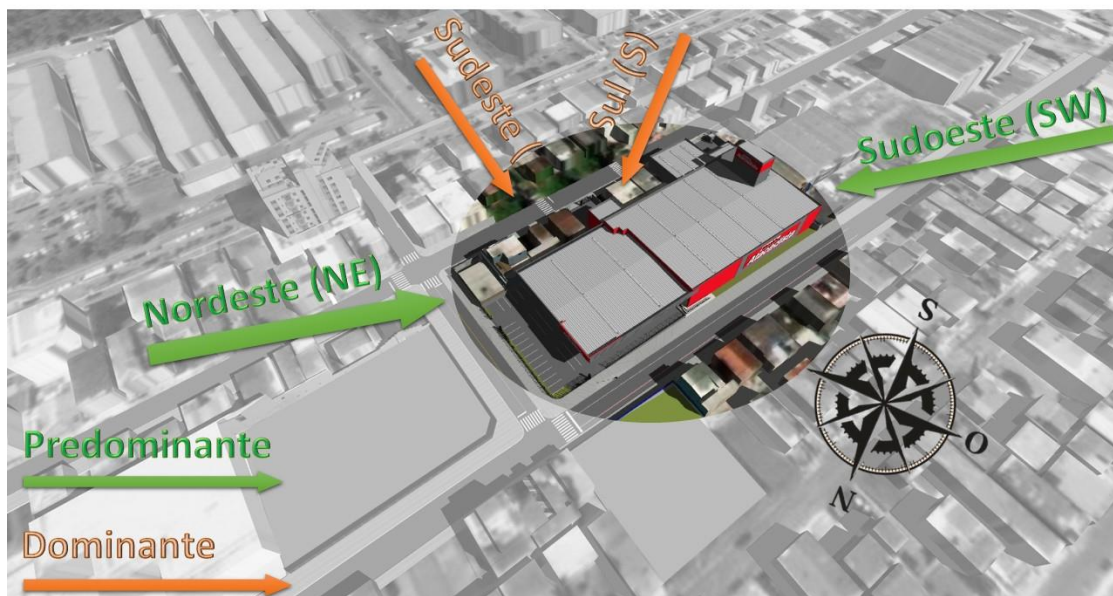 Sudeste (
Sul (S)
Sudoeste (SW)
Nordeste (NE)
Predominante
Dominante
S
O
N